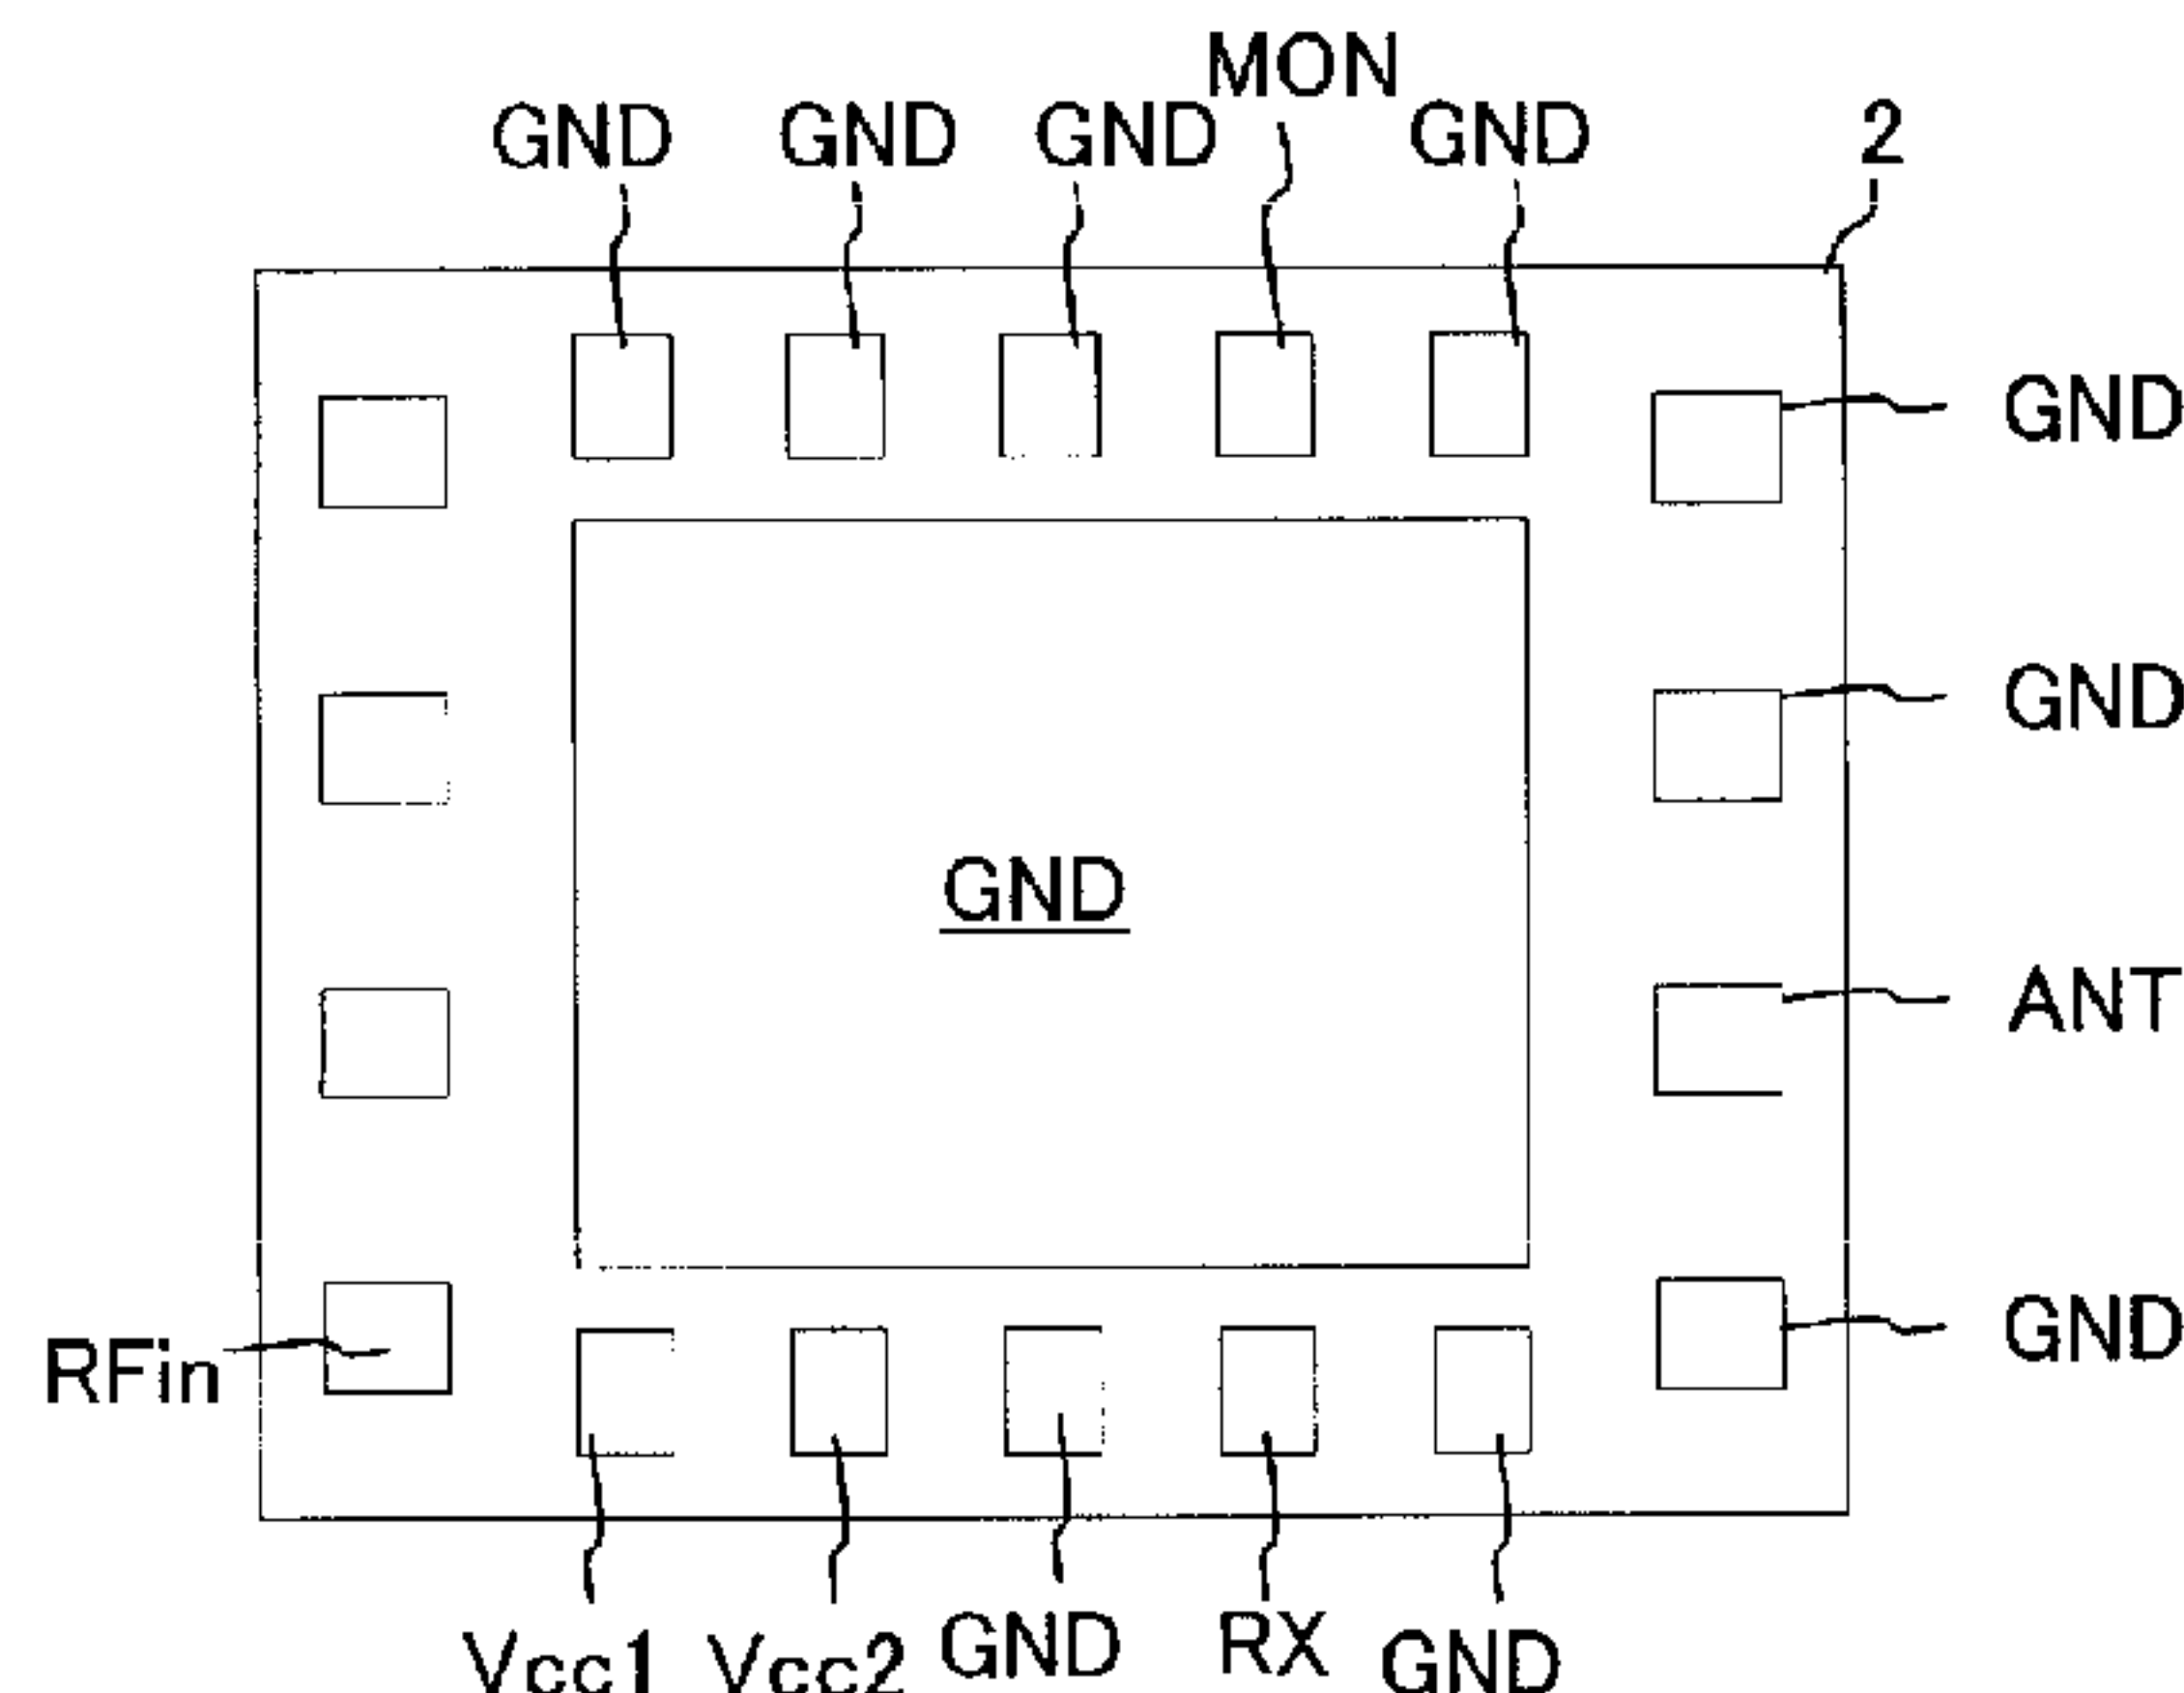 MON
GND GND GND GND 2
GND
GND
GND
ANT
GND
RFin
Vcc1 Vcc2 GND RX GND